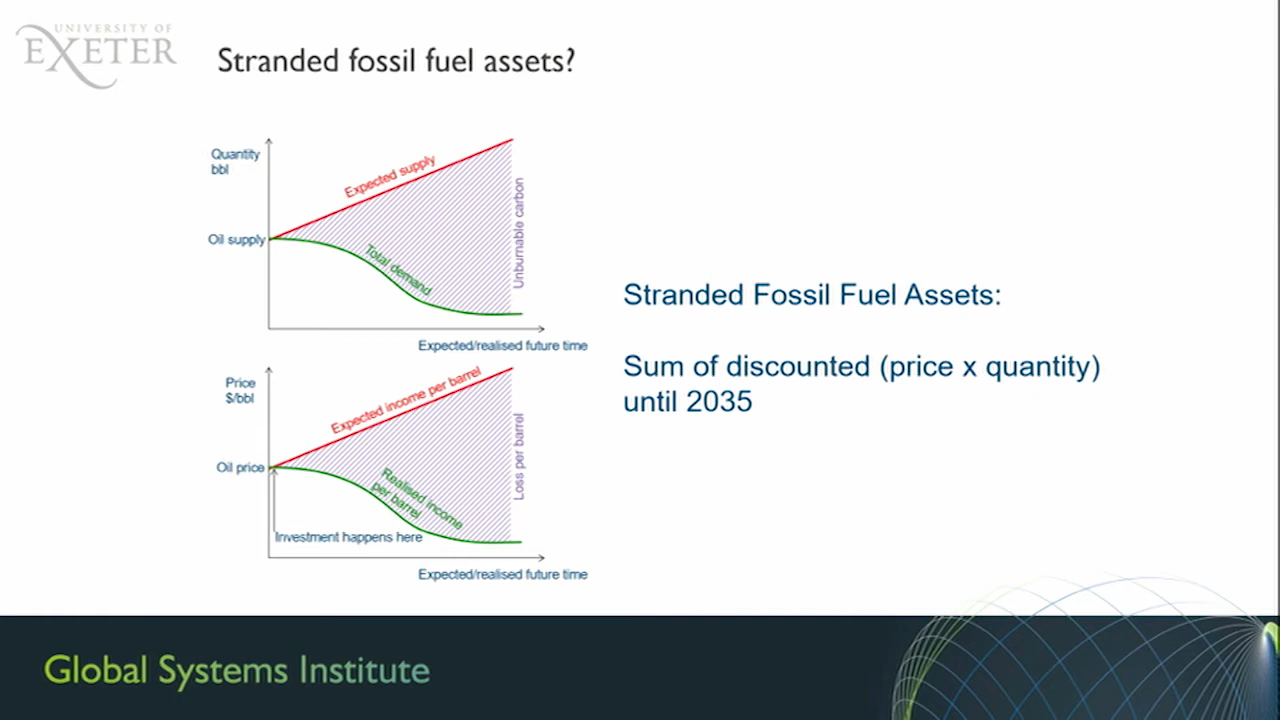 UNIVERSITY OF
EXETER
Stranded fossil fuel assets?
Quantity
bbl
Expected supply
Oil supply
Total demand
Unburnable carbon
Expected/realised future time
Price
$/bbl
Expected income per barrel
Oil price
Realised income
per barrel
Loss per barrel
Investment happens here
Expected/realised future time
Stranded Fossil Fuel Assets:
Sum of discounted (price x quantity)
until 2035
Global Systems Institute